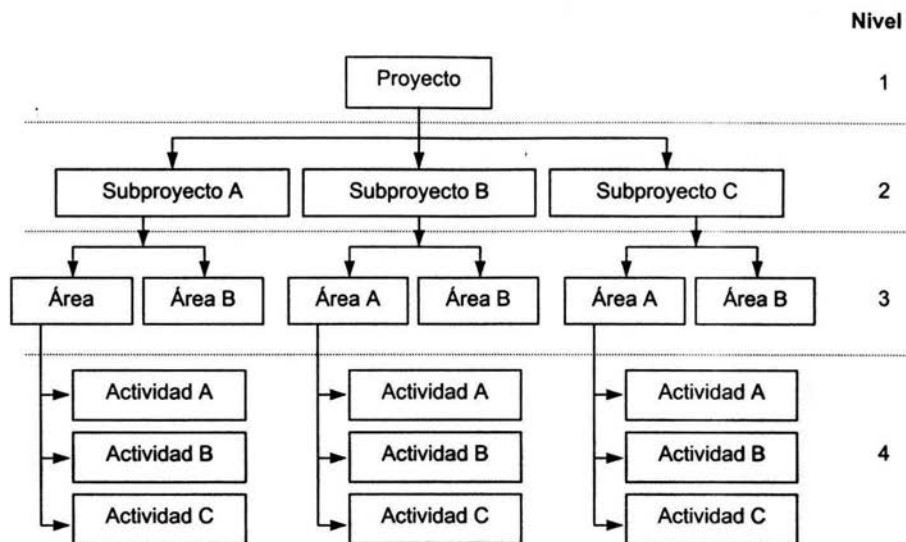 Nivel
Proyecto 1
Subproyecto A Subproyecto B Subproyecto C 2
Área Área B Área A Área B Área A Área B 3
Actividad A Actividad A Actividad A
Actividad B Actividad B Actividad B 4
Actividad C Actividad C Actividad C